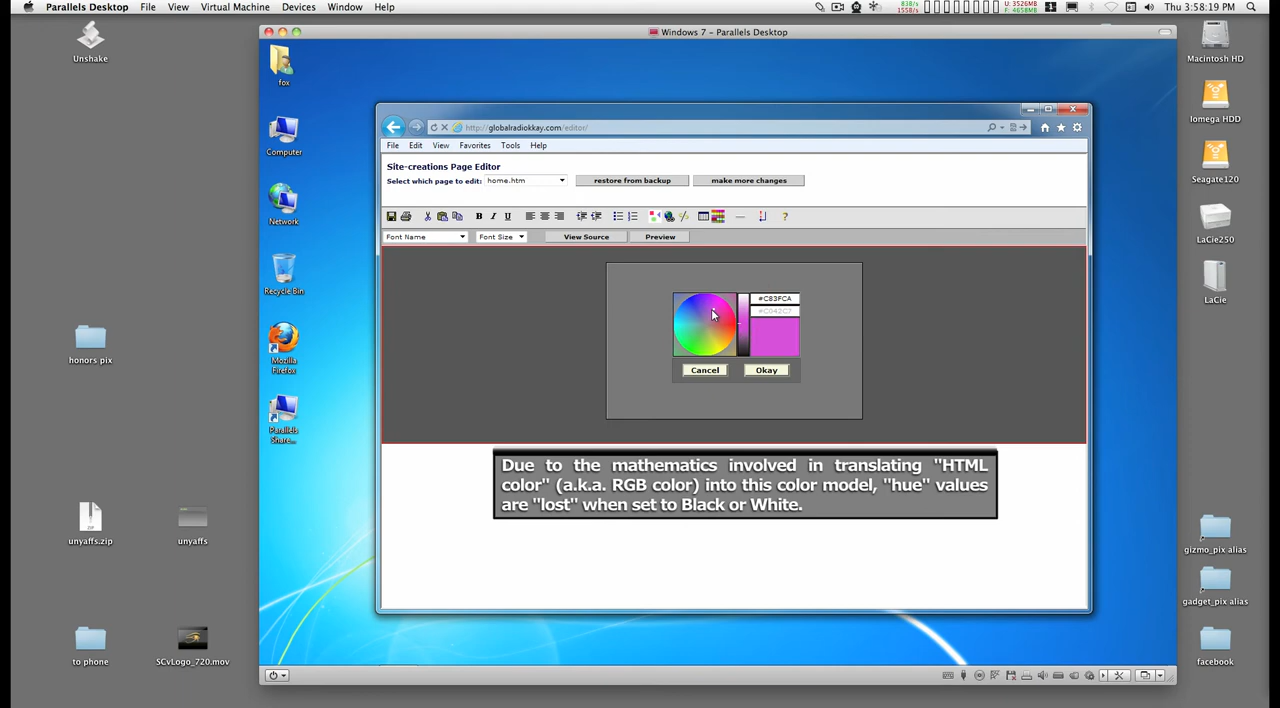 Parallels Desktop File View Virtual Machine Devices Window Help
Thu 3:58:19 PM
Windows 7 - Parallels Desktop
Unshake
honors pix
unyaffs.zip
unyaffs
to phone
SCvLogo_720.mov
fox
Computer
Network
Recycle Bin
Mozilla
Firefox
Parallels
Share...
http://globalradiokkay.com/editor/
File Edit View Favorites Tools Help
Site-creations Page Editor
Select which page to edit: home.htm restore from backup make more changes
B I U ?
Font Name Font Size View Source Preview
#C83FCA
Cancel Okay
Due to the mathematics involved in translating "HTML
color" (a.k.a. RGB color) into this color model, "hue" values
are "lost" when set to Black or White.
Macintosh HD
Iomega HDD
Seagate120
LaCie250
LaCie
gizmo_pix alias
gadget_pix alias
facebook